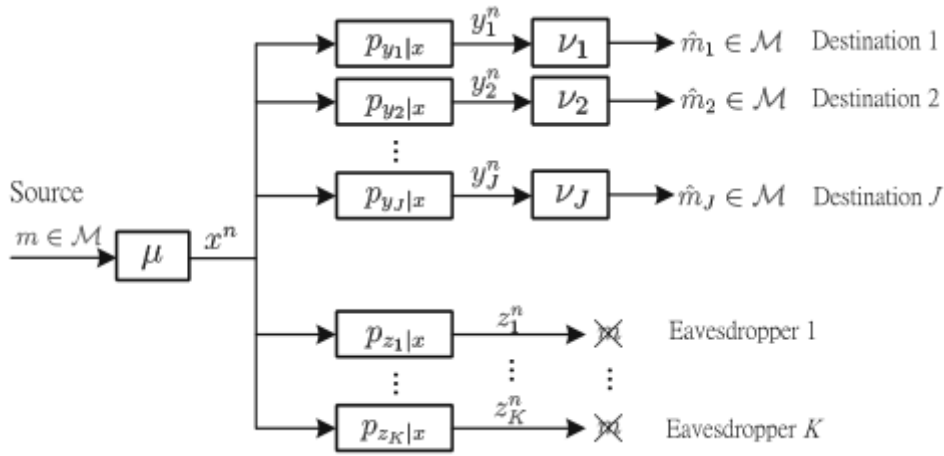 p_{y_1|x} y_1^n ν_1 m̂_1 ∈ ℳ Destination 1
p_{y_2|x} y_2^n ν_2 m̂_2 ∈ ℳ Destination 2
⋮
p_{y_J|x} y_J^n ν_J m̂_J ∈ ℳ Destination J
Source
m ∈ ℳ μ x^n
p_{z_1|x} z_1^n m Eavesdropper 1
⋮ ⋮ ⋮
p_{z_K|x} z_K^n m Eavesdropper K